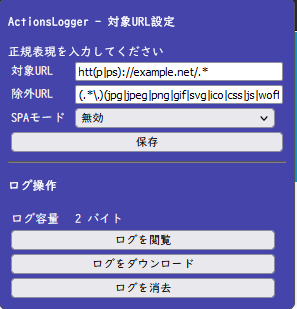 ActionsLogger - 対象URL設定
正規表現を入力してください
対象URL htt(p|ps)://example.net/.*
除外URL (.*\.)(jpg|jpeg|png|gif|svg|ico|css|js|woff
SPAモード 無効
保存
ログ操作
ログ容量 2 バイト
ログを閲覧
ログをダウンロード
ログを消去